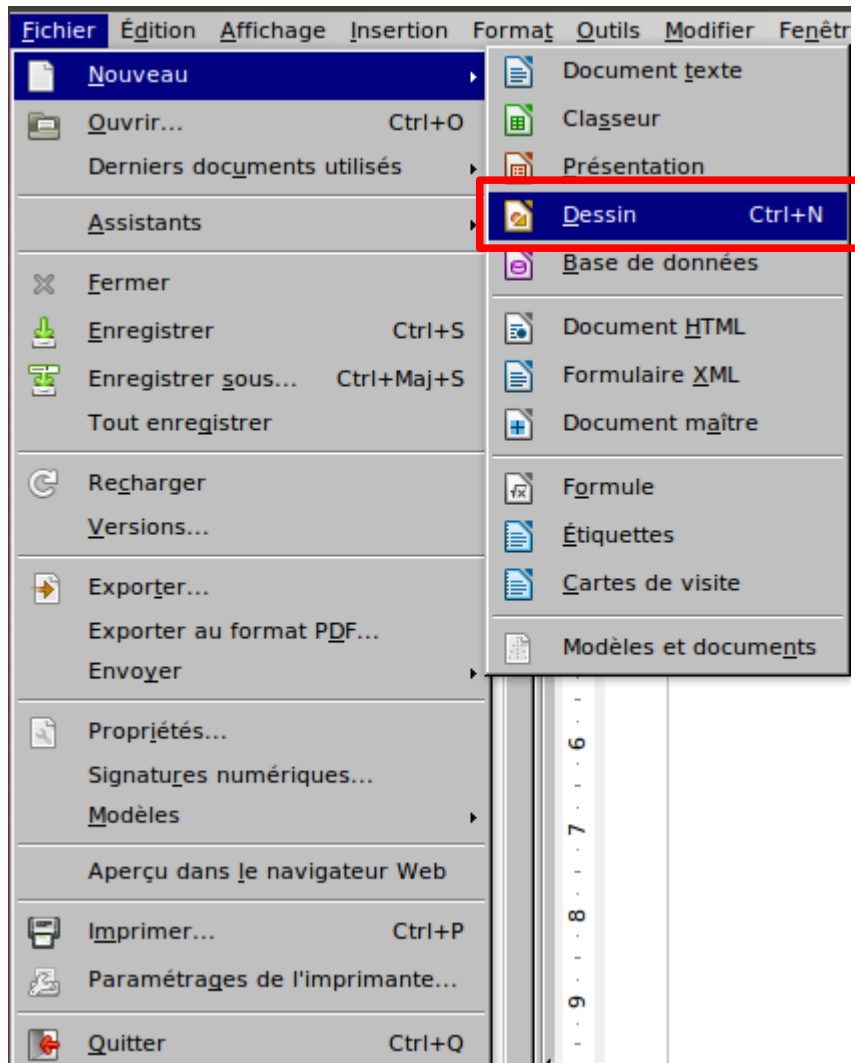 Fichier Édition Affichage Insertion Format Outils Modifier Fenêtr
Nouveau
Ouvrir... Ctrl+O
Derniers documents utilisés
Assistants
Fermer
Enregistrer Ctrl+S
Enregistrer sous... Ctrl+Maj+S
Tout enregistrer
Recharger
Versions...
Exporter...
Exporter au format PDF...
Envoyer
Propriétés...
Signatures numériques...
Modèles
Aperçu dans le navigateur Web
Imprimer... Ctrl+P
Paramétrages de l'imprimante...
Quitter Ctrl+Q
Document texte
Classeur
Présentation
Dessin Ctrl+N
Base de données
Document HTML
Formulaire XML
Document maître
Formule
Étiquettes
Cartes de visite
Modèles et documents
6
7
8
9